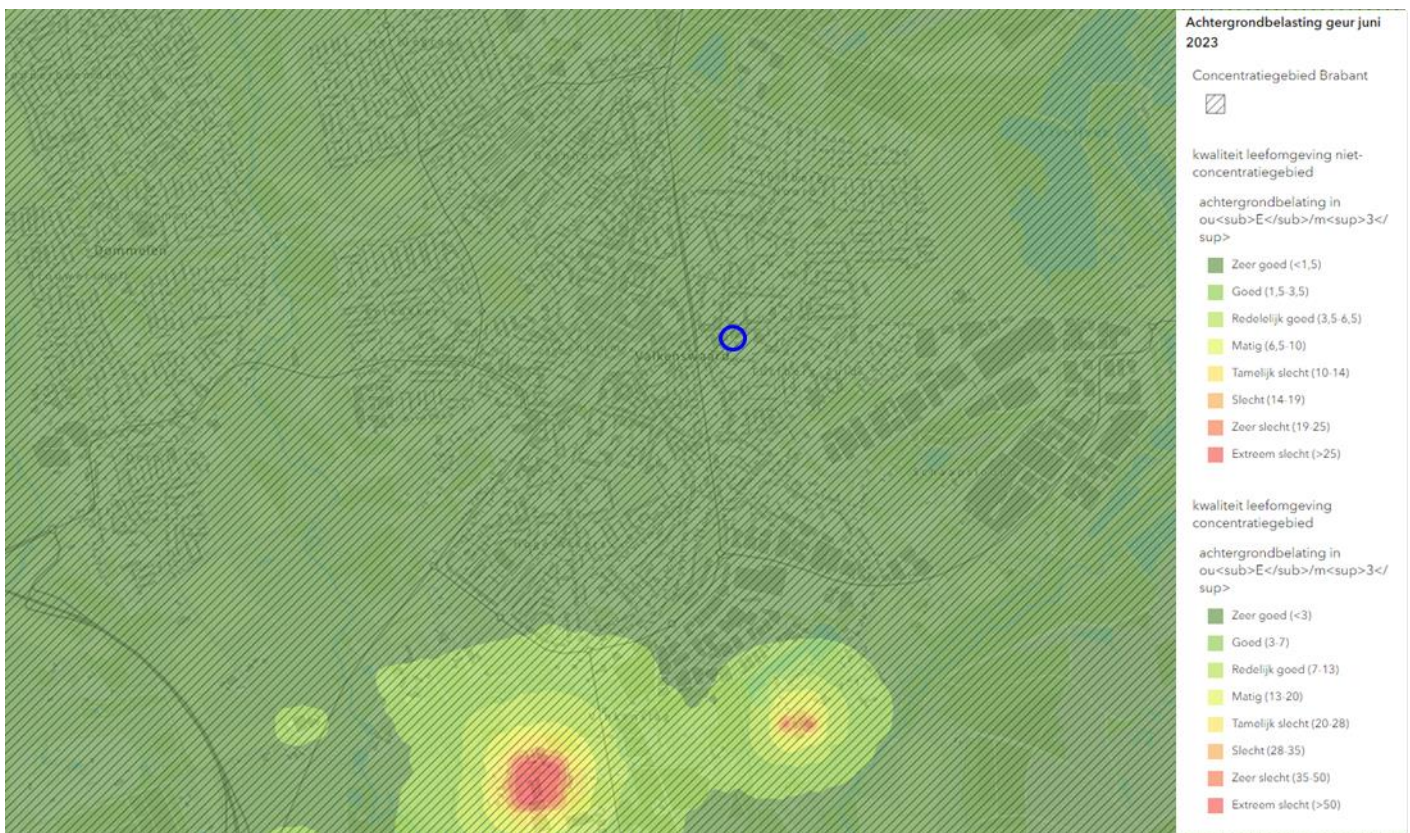 Achtergrondbelasting geur juni
2023
Concentratiegebied Brabant
kwaliteit leefomgeving niet-
concentratiegebied
achtergrondbelating in
ou<sub>E</sub>/m<sup>3</
sup>
Zeer goed (<1,5)
Goed (1,5-3,5)
Redelelijk goed (3,5-6,5)
Matig (6,5-10)
Tamelijk slecht (10-14)
Slecht (14-19)
Zeer slecht (19-25)
Extreem slecht (>25)
kwaliteit leefomgeving
concentratiegebied
achtergrondbelating in
ou<sub>E</sub>/m<sup>3</
sup>
Zeer goed (<3)
Goed (3-7)
Redelijk goed (7-13)
Matig (13-20)
Tamelijk slecht (20-28)
Slecht (28-35)
Zeer slecht (35-50)
Extreem slecht (>50)
Dommelen
Valkenswaard